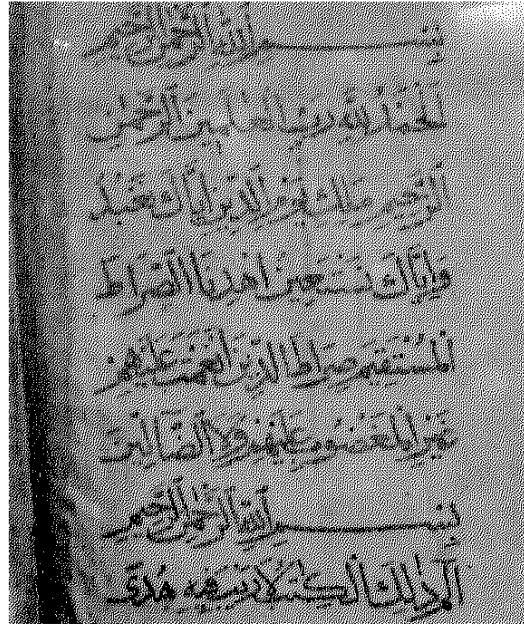 بسم الله الرحمن الرحيم
الحمد لله رب العالمين الرحمن
الرحيم ملك يوم الدين إياك نعبد
وإياك نستعين اهدنا الصراط
المستقيم صراط الذين أنعمت عليهم
غير المغضوب عليهم ولا الضالين
بسم الله الرحمن الرحيم
الم ذلك الكتب لا ريب فيه هدى